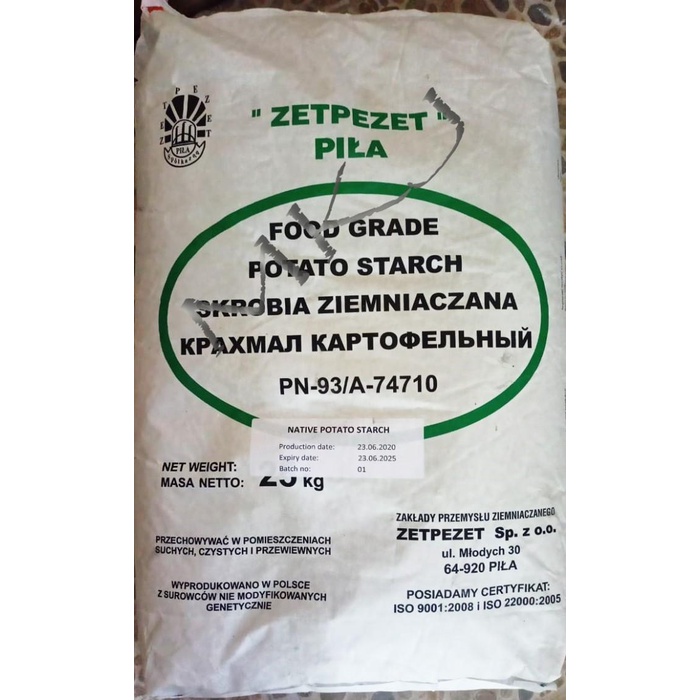 ZETPEZET
PIŁA
" ZETPEZET "
PIŁA
FOOD GRADE
POTATO STARCH
SKROBIA ZIEMNIACZANA
КРАХМАЛ КАРТОФЕЛЬНЫЙ
PN-93/A-74710
NATIVE POTATO STARCH
Production date: 23.06.2020
Expiry date: 23.06.2025
Batch no: 01
NET WEIGHT:
MASA NETTO: 25 kg
PRZECHOWYWAĆ W POMIESZCZENIACH
SUCHYCH, CZYSTYCH I PRZEWIEWNYCH
WYPRODUKOWANO W POLSCE
Z SUROWCÓW NIE MODYFIKOWANYCH
GENETYCZNIE
ZAKŁADY PRZEMYSŁU ZIEMNIACZANEGO
ZETPEZET Sp. z o.o.
ul. Młodych 30
64-920 PIŁA
POSIADAMY CERTYFIKAT:
ISO 9001:2008 i ISO 22000:2005